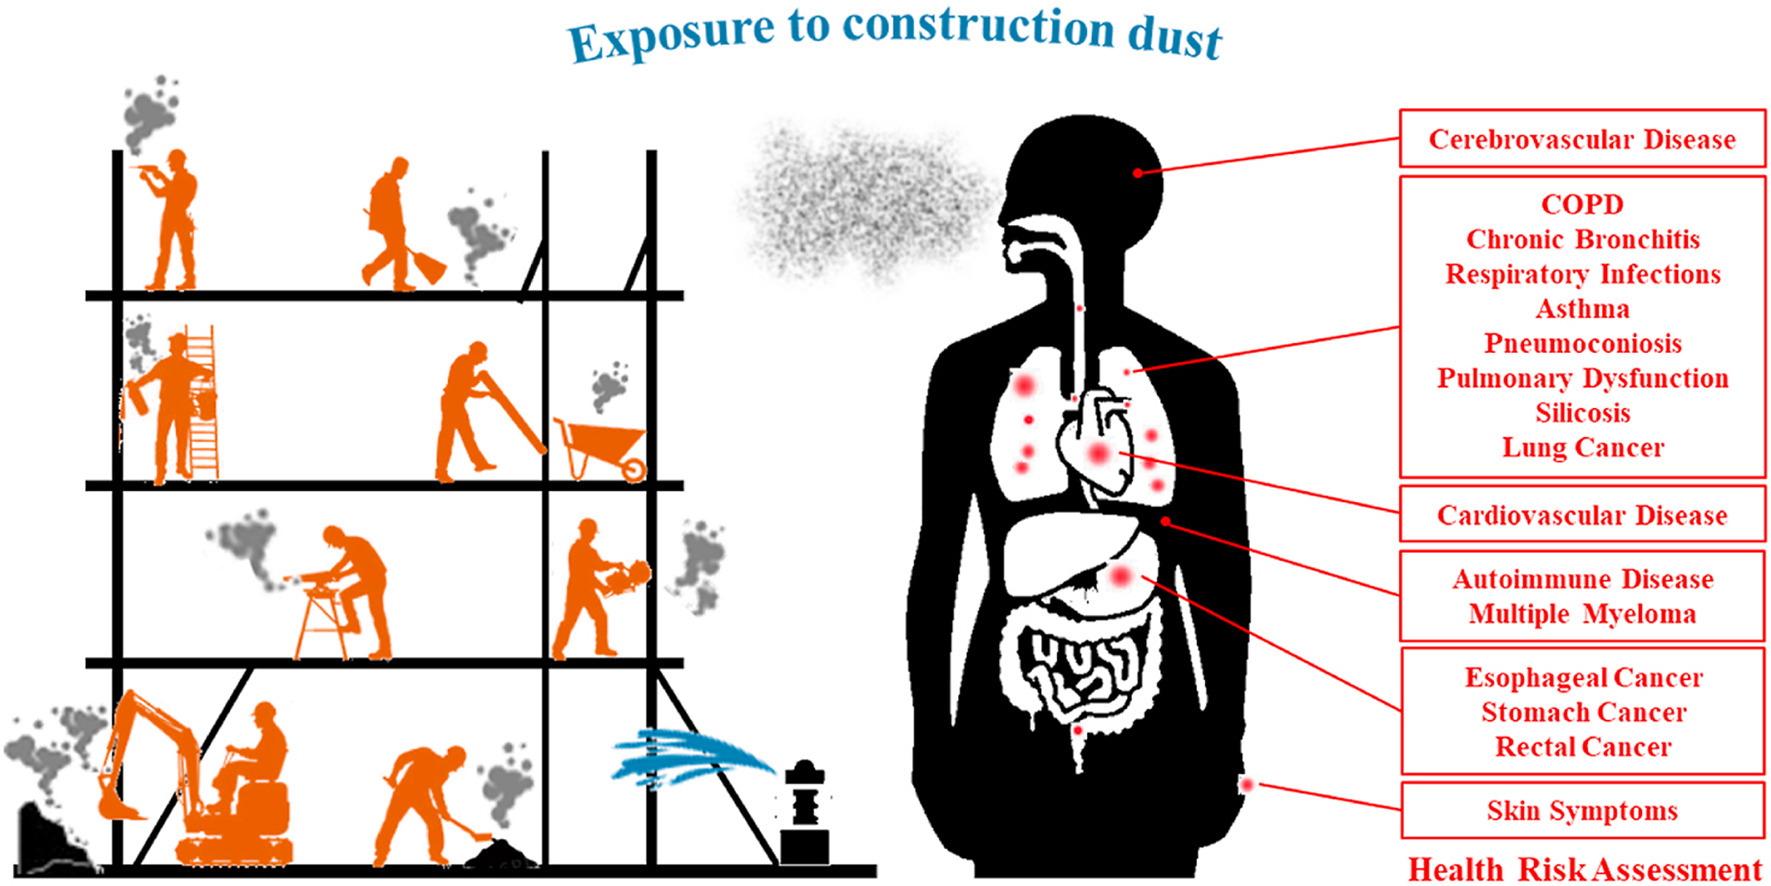 Exposure to construction dust
Cerebrovascular Disease
COPD
Chronic Bronchitis
Respiratory Infections
Asthma
Pneumoconiosis
Pulmonary Dysfunction
Silicosis
Lung Cancer
Cardiovascular Disease
Autoimmune Disease
Multiple Myeloma
Esophageal Cancer
Stomach Cancer
Rectal Cancer
Skin Symptoms
Health Risk Assessment